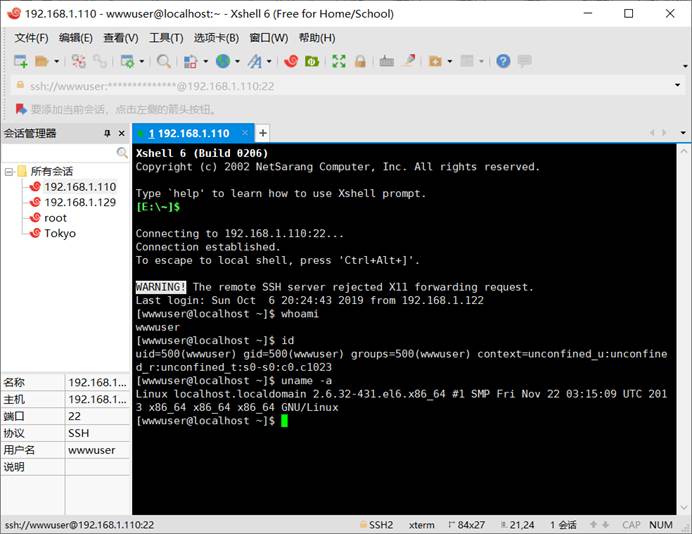 192.168.1.110 - wwwuser@localhost:~ - Xshell 6 (Free for Home/School)
文件(F) 编辑(E) 查看(V) 工具(T) 选项卡(B) 窗口(W) 帮助(H)
ssh://wwwuser:**************@192.168.1.110:22
要添加当前会话，点击左侧的箭头按钮。
会话管理器
1 192.168.1.110
所有会话
192.168.1.110
192.168.1.129
root
Tokyo
名称 192.168.1...
主机 192.168.1...
端口 22
协议 SSH
用户名 wwwuser
说明
Xshell 6 (Build 0206)
Copyright (c) 2002 NetSarang Computer, Inc. All rights reserved.
Type `help' to learn how to use Xshell prompt.
[E:\~]$
Connecting to 192.168.1.110:22...
Connection established.
To escape to local shell, press 'Ctrl+Alt+]'.
WARNING! The remote SSH server rejected X11 forwarding request.
Last login: Sun Oct  6 20:24:43 2019 from 192.168.1.122
[wwwuser@localhost ~]$ whoami
wwwuser
[wwwuser@localhost ~]$ id
uid=500(wwwuser) gid=500(wwwuser) groups=500(wwwuser) context=unconfined_u:unconfine
d_r:unconfined_t:s0-s0:c0.c1023
[wwwuser@localhost ~]$ uname -a
Linux localhost.localdomain 2.6.32-431.el6.x86_64 #1 SMP Fri Nov 22 03:15:09 UTC 201
3 x86_64 x86_64 x86_64 GNU/Linux
[wwwuser@localhost ~]$
ssh://wwwuser@192.168.1.110:22 SSH2 xterm 84x27 21,24 1 会话 CAP NUM